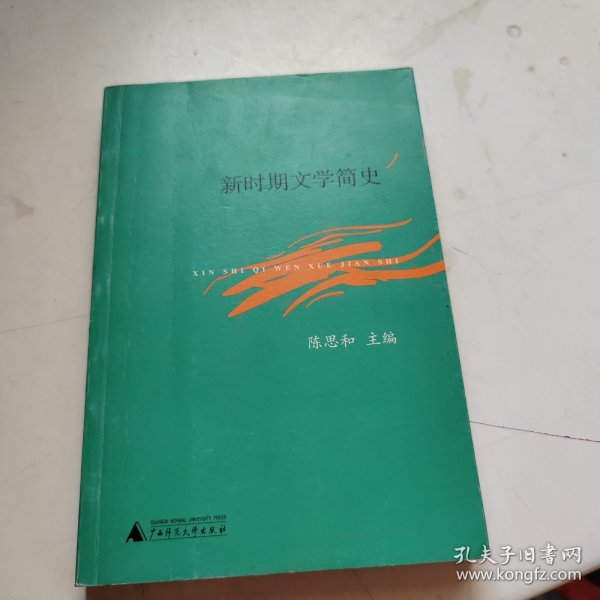 新时期文学简史
XIN SHI QI WEN XUE JIAN SHI
陈思和 主编
GUANGXI NORMAL UNIVERSITY PRESS
广西师范大学出版社
孔夫子旧书网
www.kongfz.com